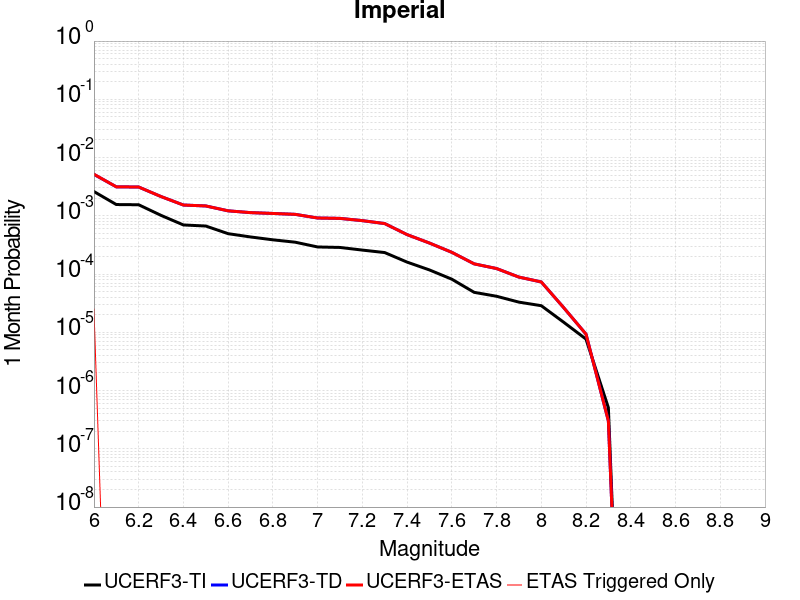 Imperial
10^0
10^-1
10^-2
10^-3
10^-4
10^-5
10^-6
10^-7
10^-8
1 Month Probability
6 6.2 6.4 6.6 6.8 7 7.2 7.4 7.6 7.8 8 8.2 8.4 8.6 8.8 9
Magnitude
UCERF3-TI UCERF3-TD UCERF3-ETAS ETAS Triggered Only